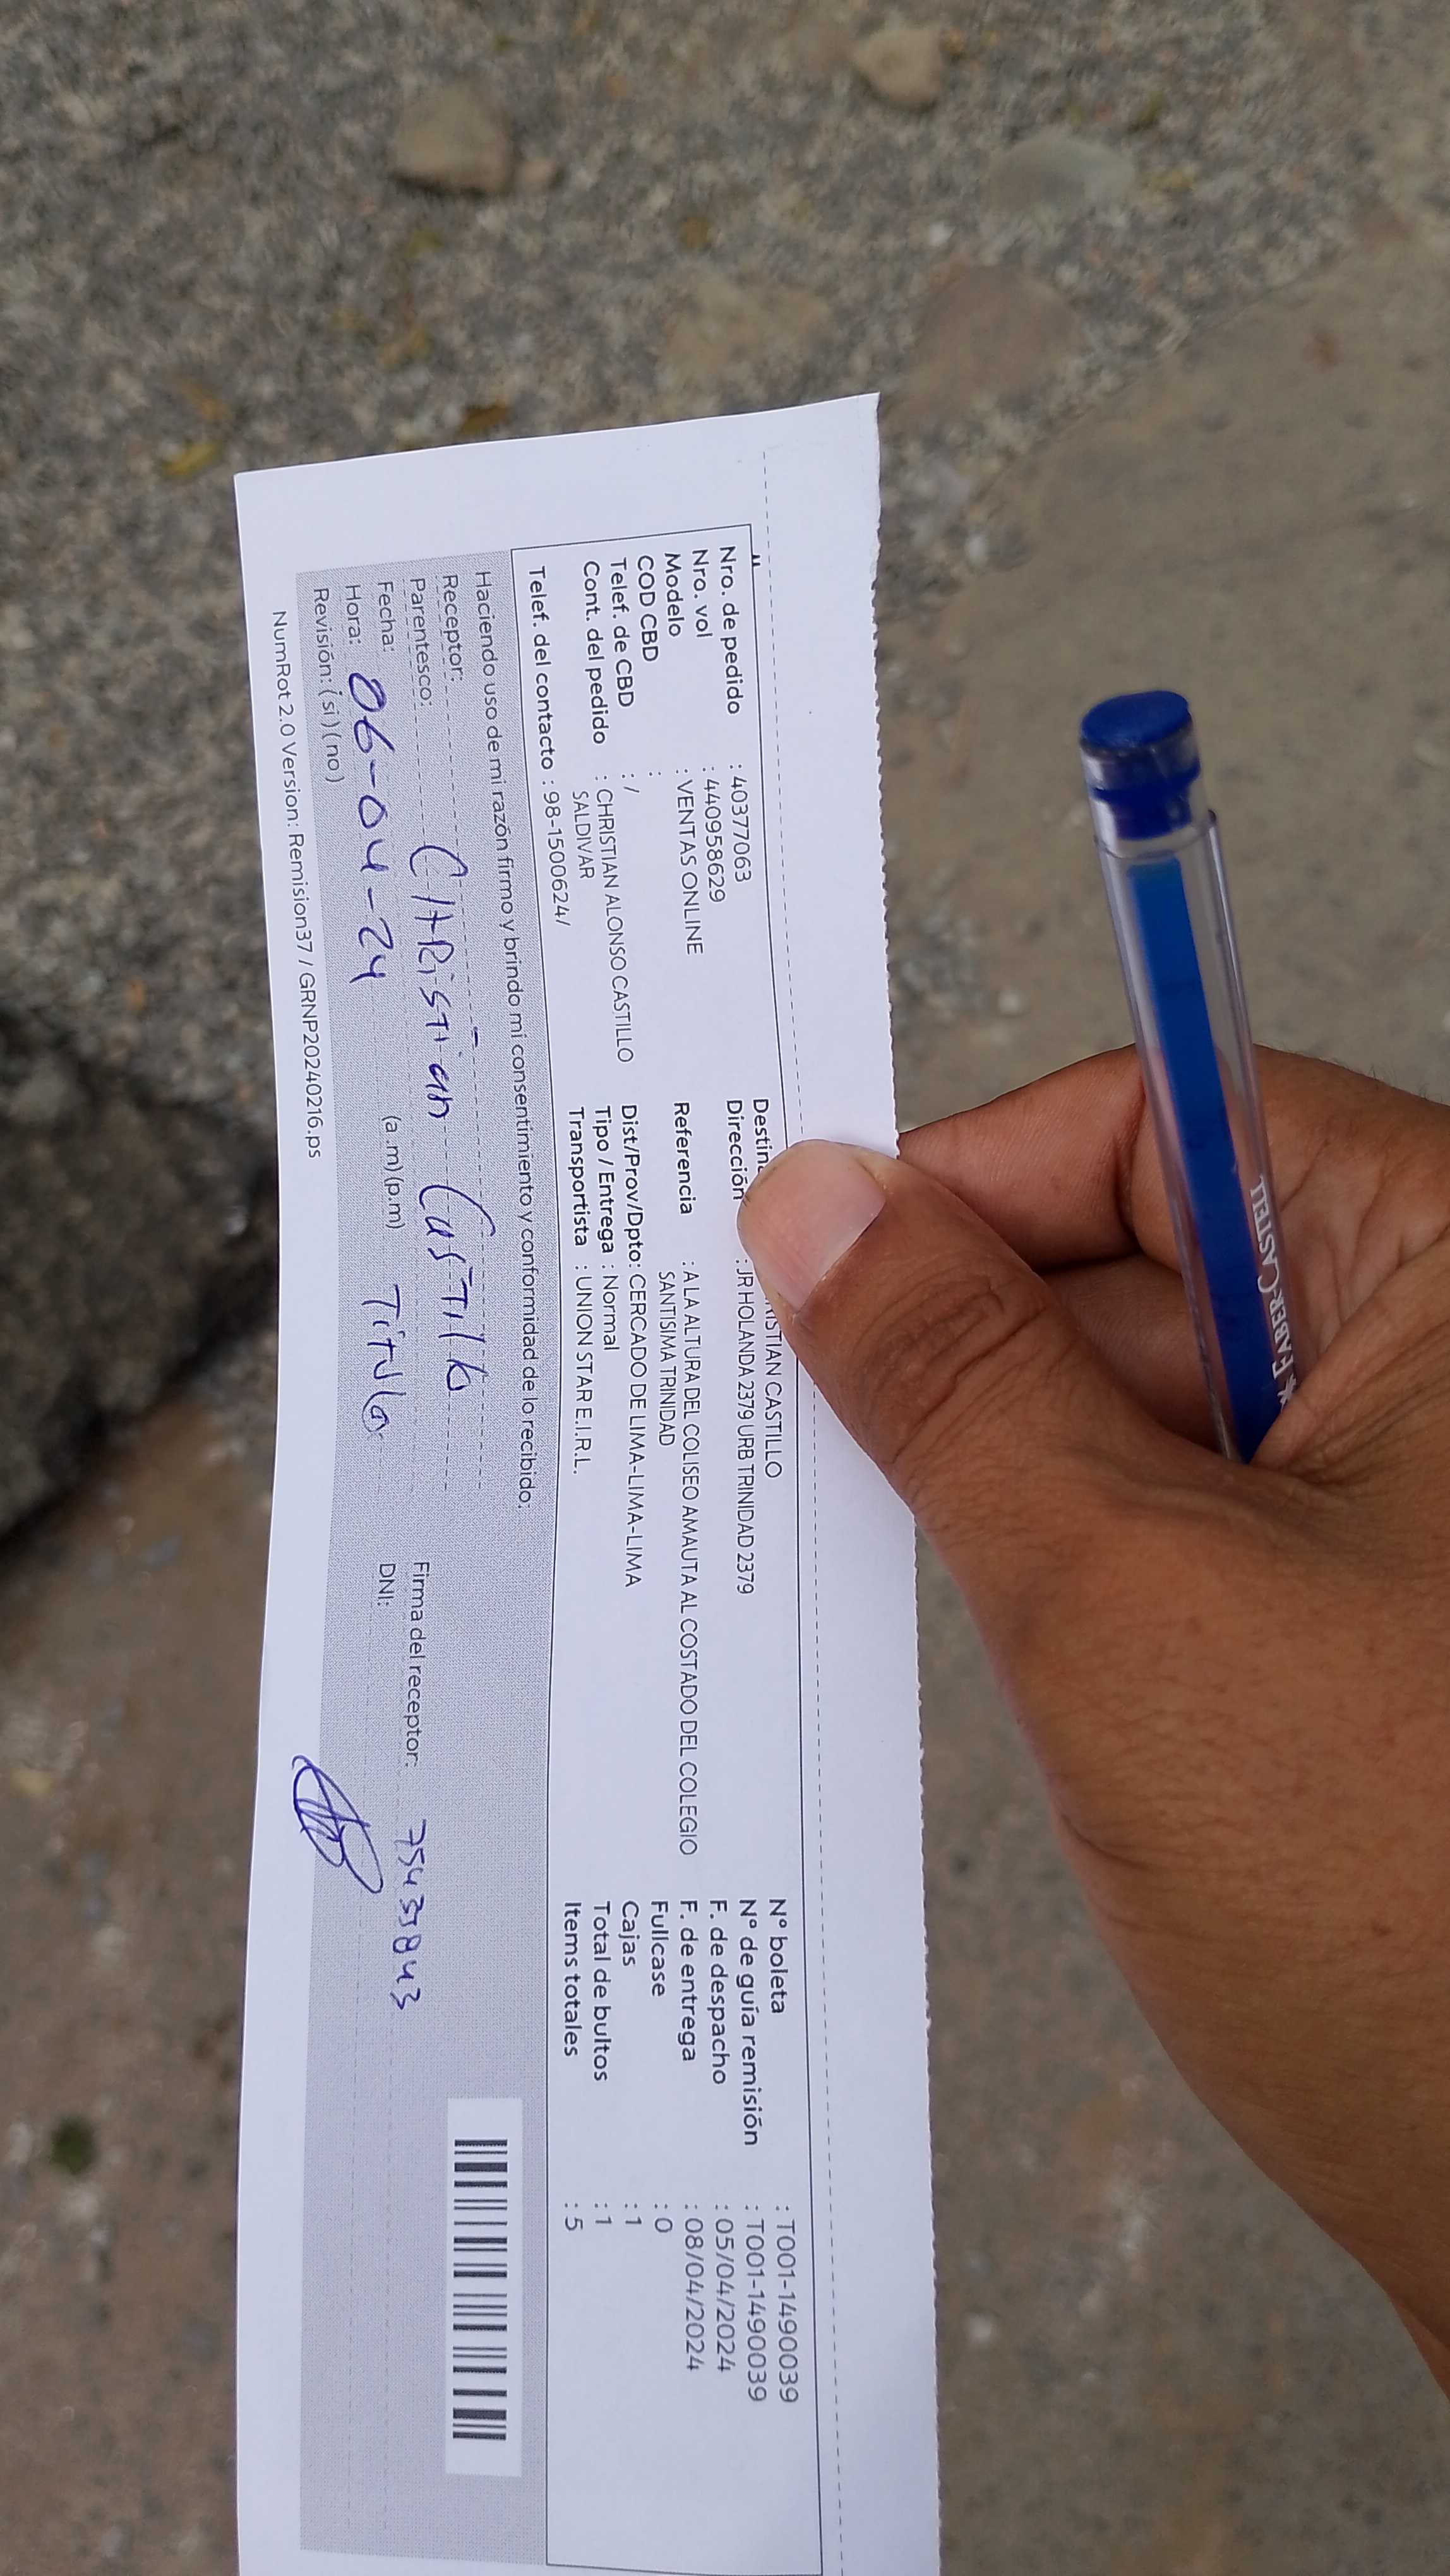 Nro. de pedido : 40377063
Nro. vol : 440958629
Modelo : VENTAS ONLINE
COD CBD :
Telef. de CBD : /
Cont. del pedido : CHRISTIAN ALONSO CASTILLO
SALDIVAR
Telef. del contacto : 98-1500624/
CASTILLO
Dirección : JR HOLANDA 2379 URB TRINIDAD 2379
Referencia : A LA ALTURA DEL COLISEO AMAUTA AL COSTADO DEL COLEGIO
SANTISIMA TRINIDAD
Dist/Prov/Dpto: CERCADO DE LIMA-LIMA-LIMA
Tipo / Entrega : Normal
Transportista : UNION STAR E.I.R.L.
N° boleta : T001-1490039
N° de guía remisión : T001-1490039
F. de despacho : 05/04/2024
F. de entrega : 08/04/2024
Fullcase : 0
Cajas : 1
Total de bultos : 1
Items totales : 5
Haciendo uso de mi razón firmo y brindo mi consentimiento y conformidad de lo recibido:
Receptor:
Parentesco: CHRistian Castillo
Fecha:
Hora: 06-04-24 (a.m)(p.m) Titular
Revisión: (si) (no)
Firma del receptor:
DNI:
NumRot 2.0 Version: Remision37 / GRNP20240216.ps
FABER CASTELL